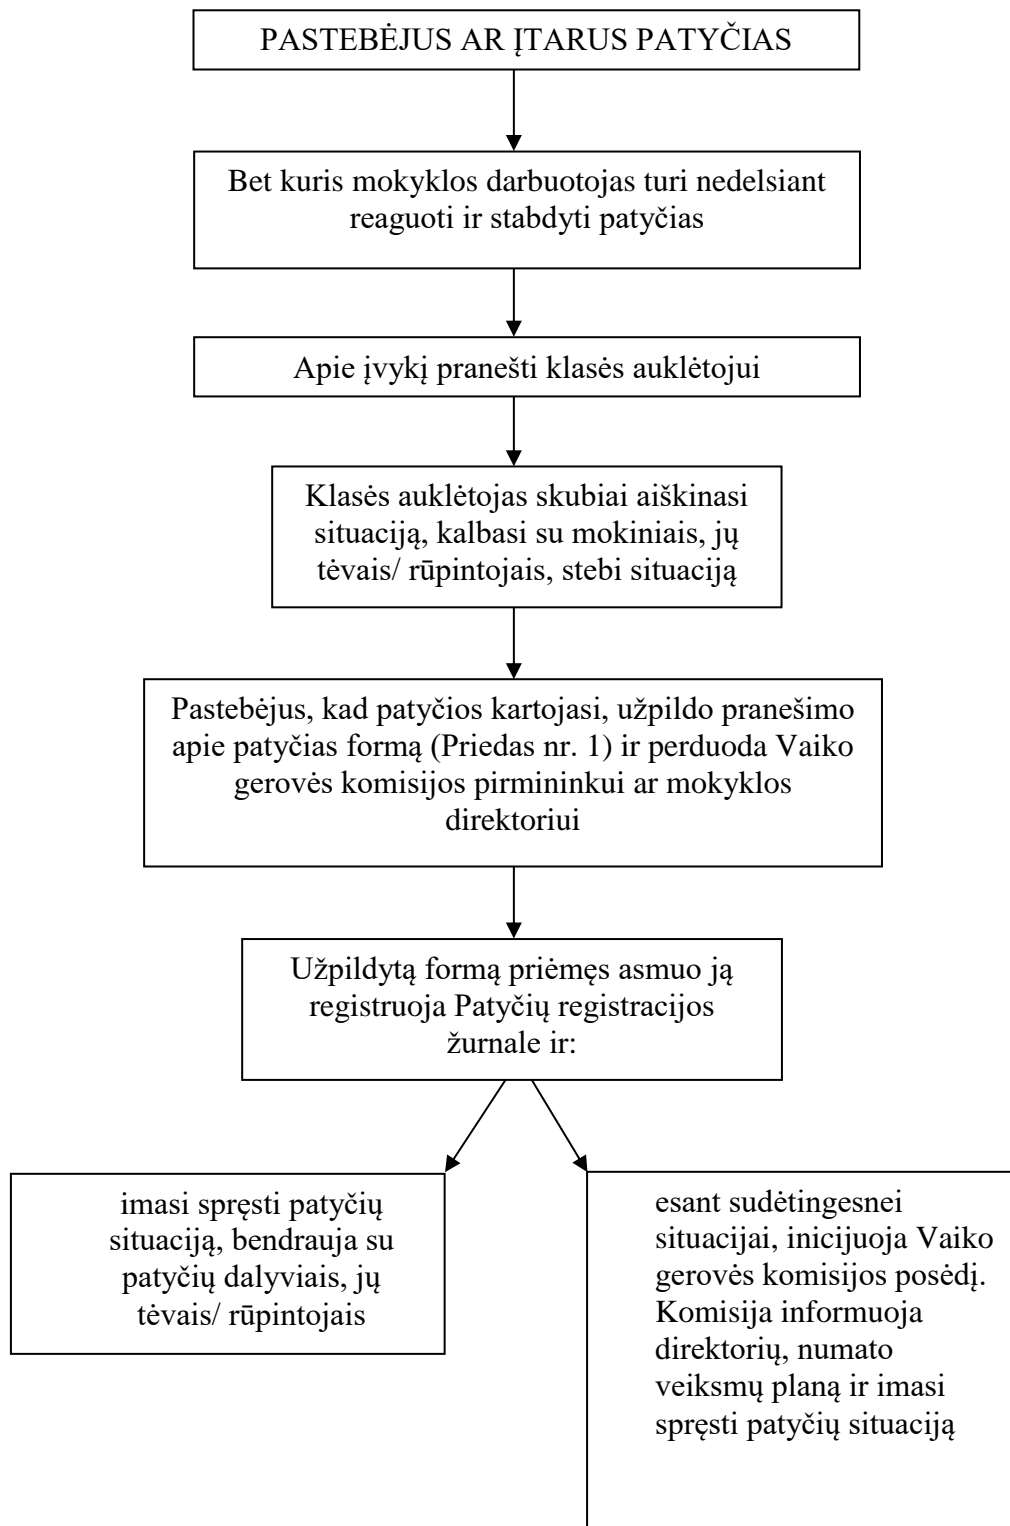 PASTEBĖJUS AR ĮTARUS PATYČIAS
Bet kuris mokyklos darbuotojas turi nedelsiant
reaguoti ir stabdyti patyčias
Apie įvykį pranešti klasės auklėtojui
Klasės auklėtojas skubiai aiškinasi
situaciją, kalbasi su mokiniais, jų
tėvais/ rūpintojais, stebi situaciją
Pastebėjus, kad patyčios kartojasi, užpildo pranešimo
apie patyčias formą (Priedas nr. 1) ir perduoda Vaiko
gerovės komisijos pirmininkui ar mokyklos
direktoriui
Užpildytą formą priėmęs asmuo ją
registruoja Patyčių registracijos
žurnale ir:
imasi spręsti patyčių
situaciją, bendrauja su
patyčių dalyviais, jų
tėvais/ rūpintojais
esant sudėtingesnei
situacijai, inicijuoja Vaiko
gerovės komisijos posėdį.
Komisija informuoja
direktorių, numato
veiksmų planą ir imasi
spręsti patyčių situaciją